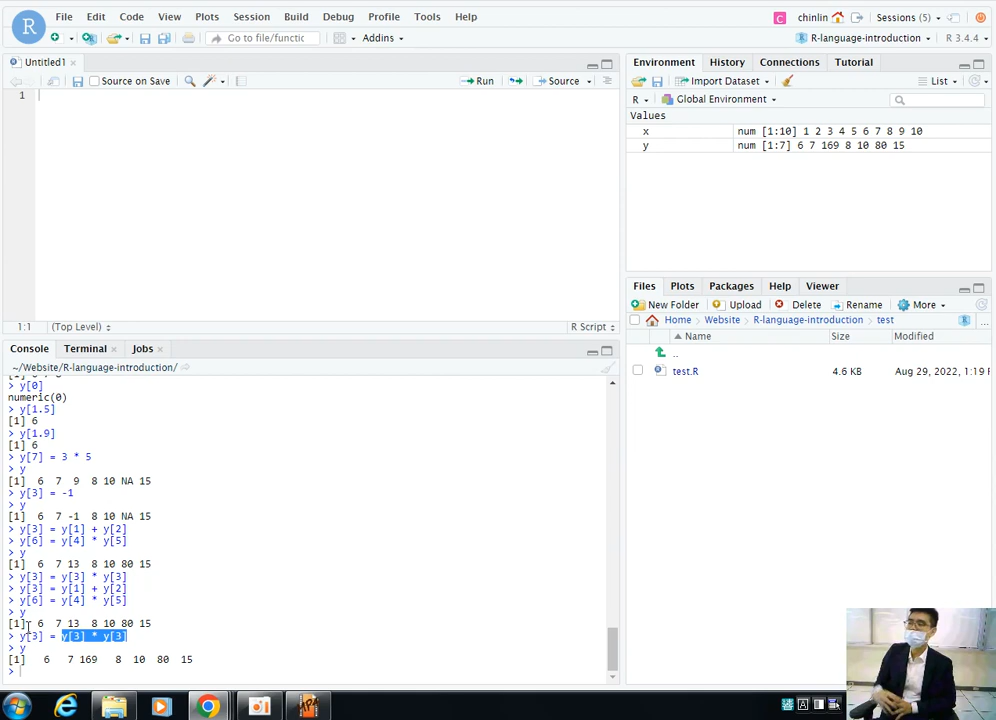 File Edit Code View Plots Session Build Debug Profile Tools Help
chinlin Sessions (5)
Go to file/functic Addins
R-language-introduction R 3.4.4
Untitled1
Source on Save Run Source
1
1:1 (Top Level) R Script
Console Terminal Jobs
~/Website/R-language-introduction/
> y[0]
numeric(0)
> y[1.5]
[1] 6
> y[1.9]
[1] 6
> y[7] = 3 * 5
> y
[1] 6 7 9 8 10 NA 15
> y[3] = -1
> y
[1] 6 7 -1 8 10 NA 15
> y[3] = y[1] + y[2]
> y[6] = y[4] * y[5]
> y
[1] 6 7 13 8 10 80 15
> y[3] = y[3] * y[3]
> y[3] = y[1] + y[2]
> y[6] = y[4] * y[5]
> y
[1] 6 7 13 8 10 80 15
> y[3] = y[3] * y[3]
> y
[1] 6 7 169 8 10 80 15
>
Environment History Connections Tutorial
Import Dataset List
R Global Environment
Values
x num [1:10] 1 2 3 4 5 6 7 8 9 10
y num [1:7] 6 7 169 8 10 80 15
Files Plots Packages Help Viewer
New Folder Upload Delete Rename More
Home Website R-language-introduction test
Name Size Modified
..
test.R 4.6 KB Aug 29, 2022, 1:19 P